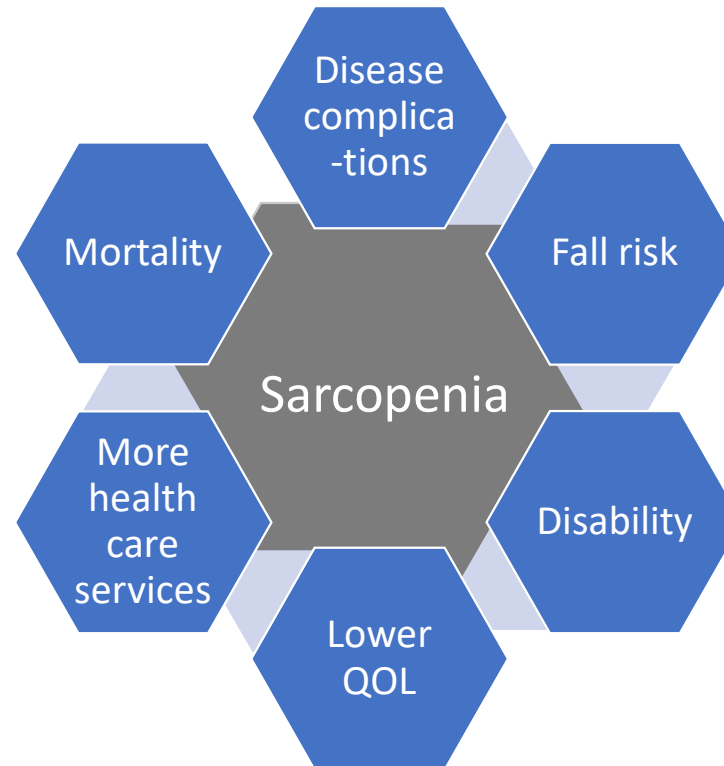 Disease
complica
-tions
Mortality
Fall risk
Sarcopenia
More
health
care
services
Disability
Lower
QOL